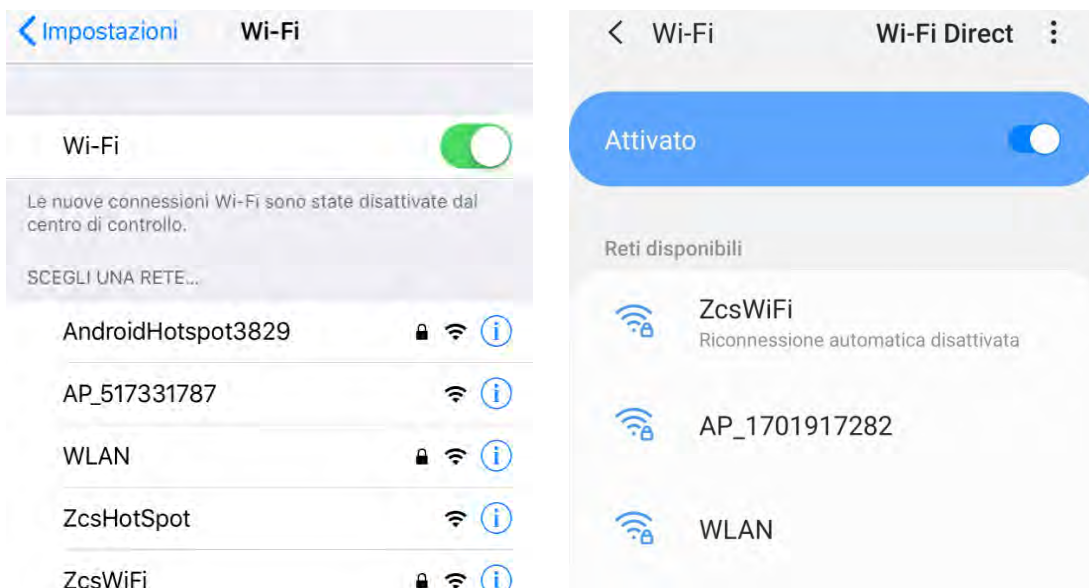 Impostazioni Wi-Fi
Wi-Fi
Le nuove connessioni Wi-Fi sono state disattivate dal
centro di controllo.
SCEGLI UNA RETE...
AndroidHotspot3829
AP_517331787
WLAN
ZcsHotSpot
ZcsWiFi
Wi-Fi Wi-Fi Direct
Attivato
Reti disponibili
ZcsWiFi
Riconnessione automatica disattivata
AP_1701917282
WLAN